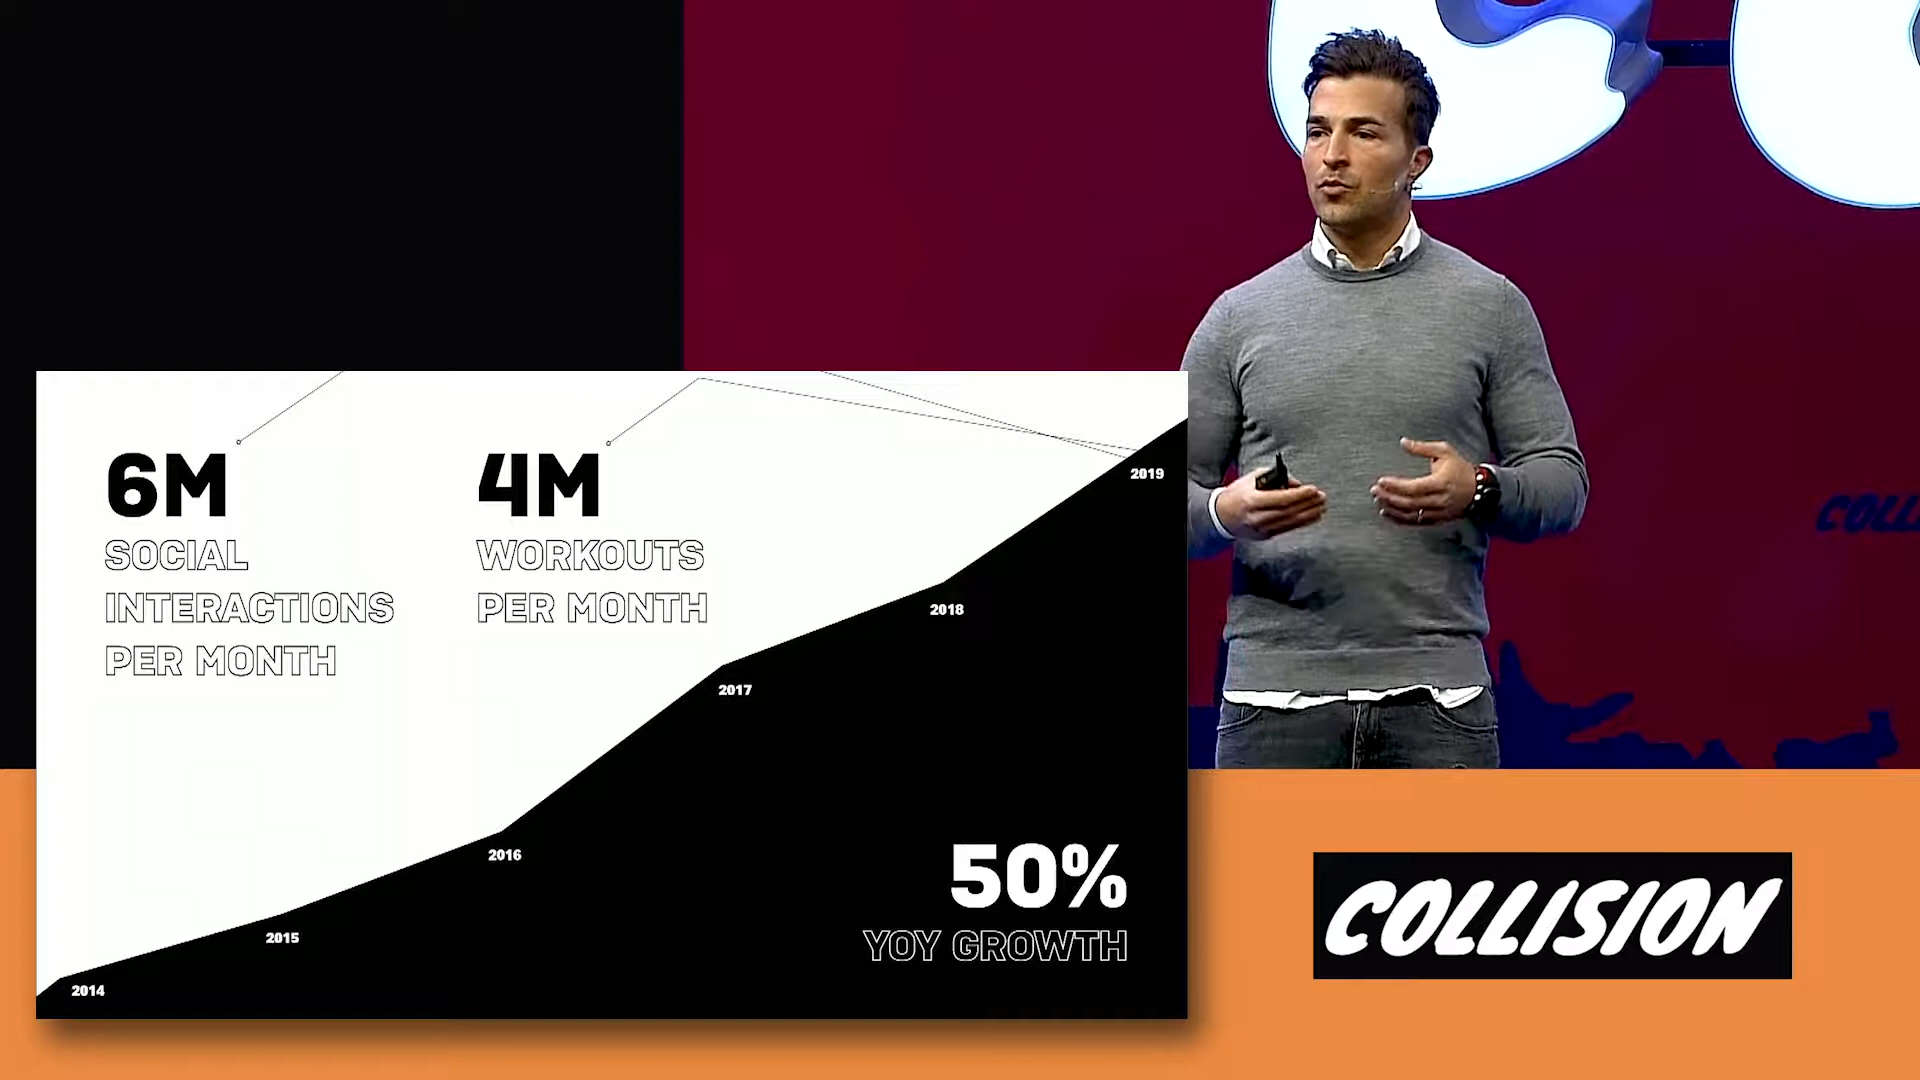 6M
SOCIAL
INTERACTIONS
PER MONTH
4M
WORKOUTS
PER MONTH
2019
2018
2017
2016
2015
2014
50%
YOY GROWTH
COLLISION